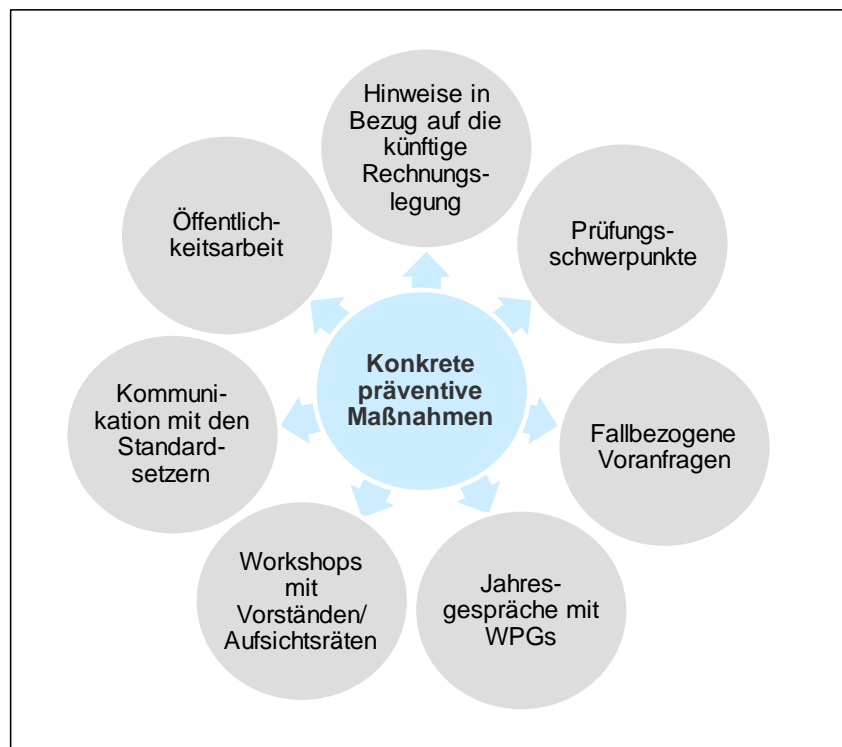 Hinweise in
Bezug auf die
künftige
Rechnungs-
legung
Prüfungs-
schwerpunkte
Fallbezogene
Voranfragen
Jahres-
gespräche mit
WPGs
Workshops
mit
Vorständen/
Aufsichtsräten
Kommuni-
kation mit den
Standard-
setzern
Öffentlich-
keitsarbeit
Konkrete
präventive
Maßnahmen